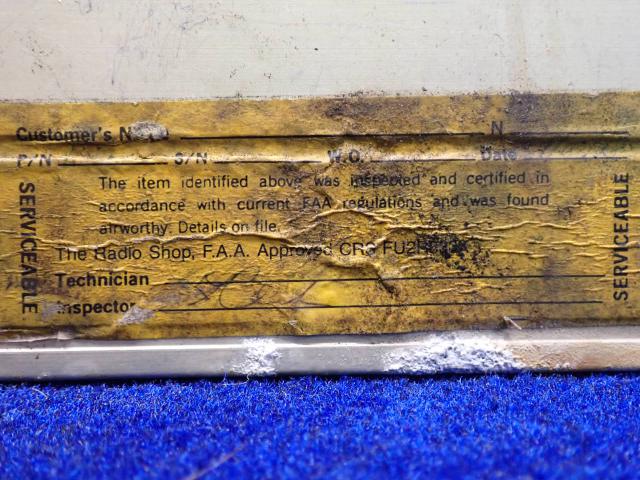 Customer's N
P/N S/N W.O. Date
The item identified above was inspected and certified in
accordance with current FAA regulations and was found
airworthy. Details on file.
The Radio Shop, F.A.A. Approved CRS
Technician
Inspector
SERVICEABLE
SERVICEABLE